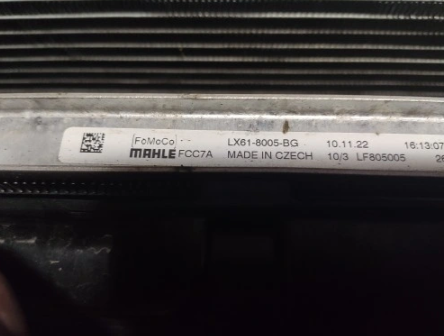 FoMoCo -- LX61-8005-BG 10.11.22 16:13:07
MAHLE FCC7A MADE IN CZECH 10/3 LF805005